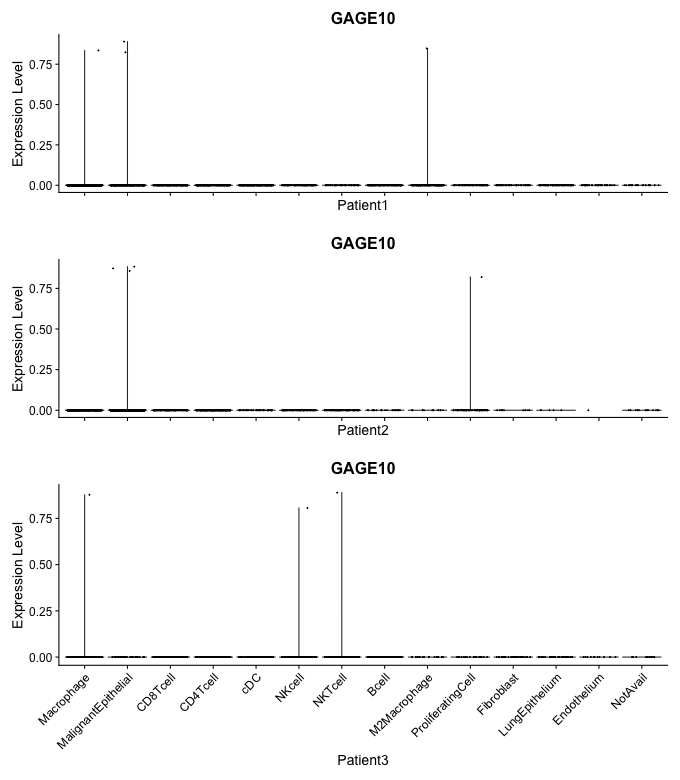 GAGE10
Expression Level
0.75
0.50
0.25
0.00
Patient1
GAGE10
Expression Level
0.75
0.50
0.25
0.00
Patient2
GAGE10
Expression Level
0.75
0.50
0.25
0.00
Macrophage
MalignantEpithelial
CD8Tcell
CD4Tcell
cDC
NKcell
NKTcell
Bcell
M2Macrophage
ProliferatingCell
Fibroblast
LungEpithelium
Endothelium
NotAvail
Patient3